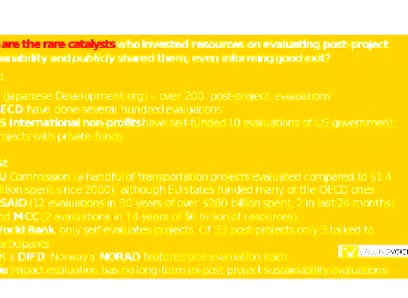 are the rare catalysts who invested resources on evaluating post-project
ainability and publicly shared them, even informing good exit?
(Japanese Development org) – over 200 post-project evaluations
ECD have done several hundred evaluations
S International non-profits have self-funded 10 evaluations of US government
ojects with private funds
st
U Commission (a handful of transportation projects evaluated compared to $1.4
illion spent since 2000), although EU states funded many of the OECD ones
SAID (12 evaluations in 30 years of over $280 billion spent, 2 in last 24 months)
nd MCC (2 evaluations in 14 years of $6 billion of resources).
World Bank, only self-evaluates projects. Of 33 post-projects only 3 talked to
articipants.
K's DIFD, Norway's NORAD features one evaluation each
impact evaluation has no long-term ex-post project sustainability evaluations
VALUINGVOICE